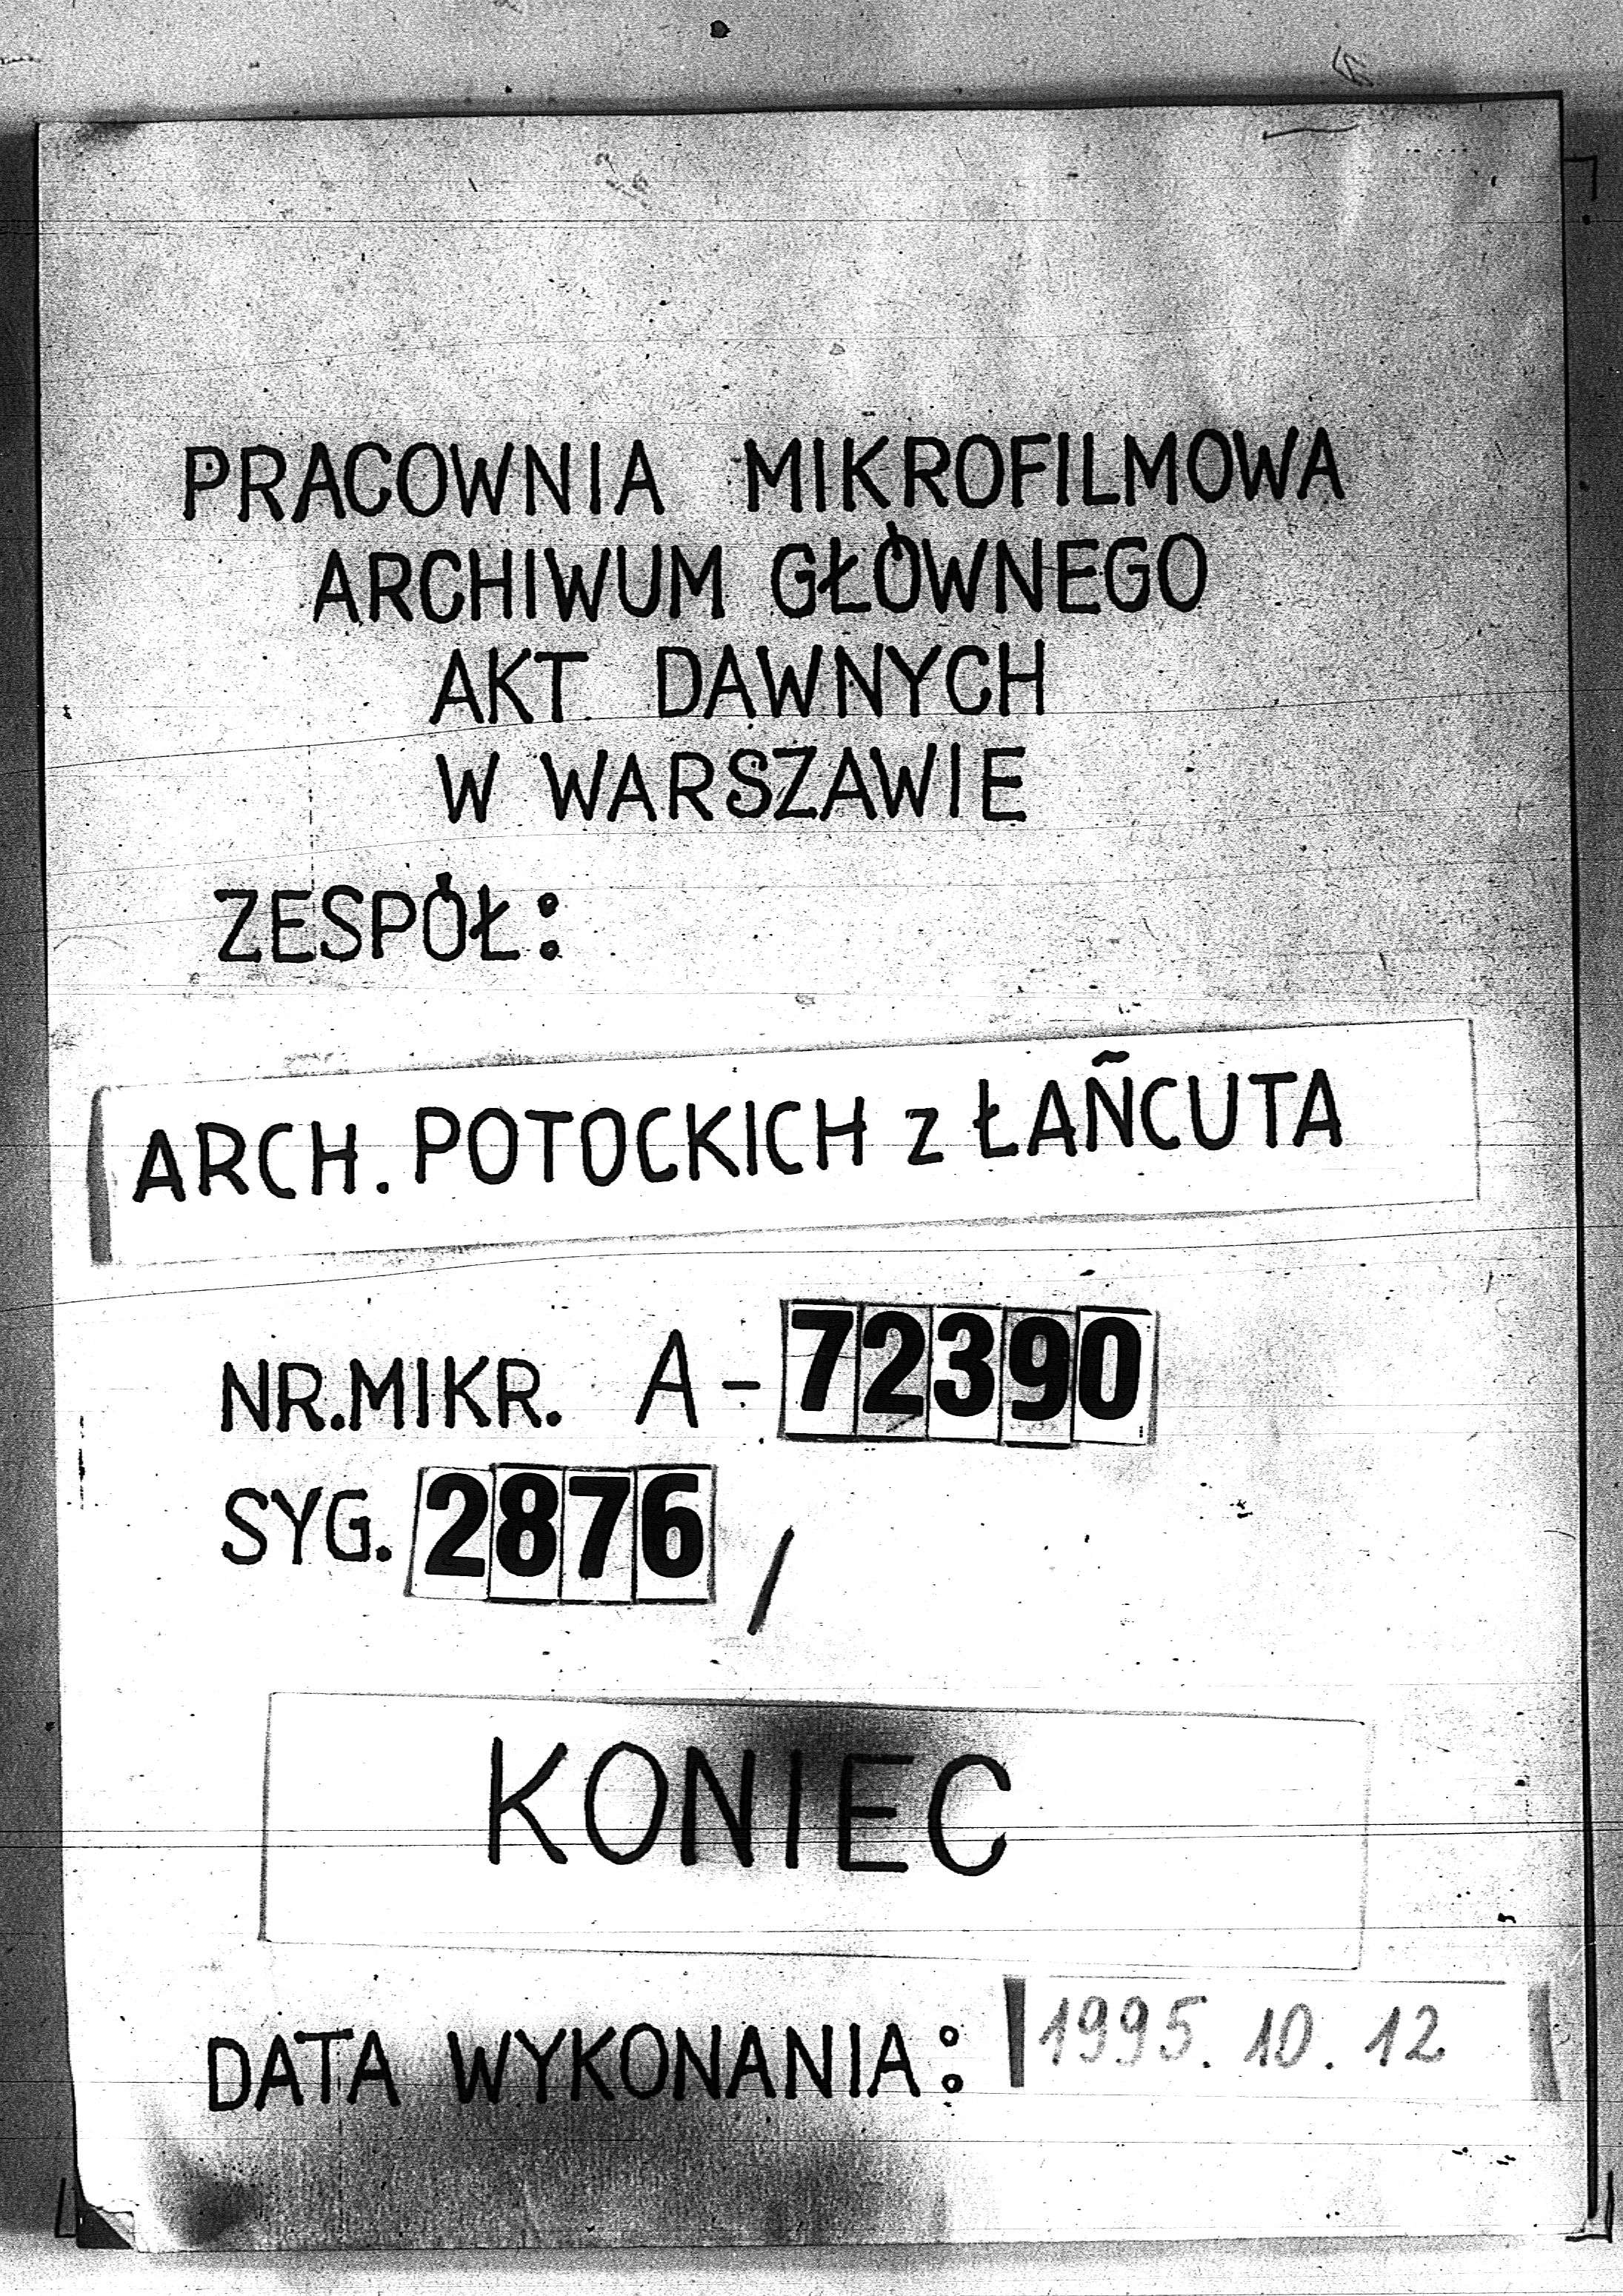 PRACOWNIA MIKROFILMOWA
ARCHIWUM GŁÓWNEGO
AKT DAWNYCH
W WARSZAWIE
ZESPÓŁ:
ARCH. POTOCKICH z ŁAŃCUTA
NR.MIKR. A-72390
SYG. 2876 /
KONIEC
DATA WYKONANIA: 1995.10.12